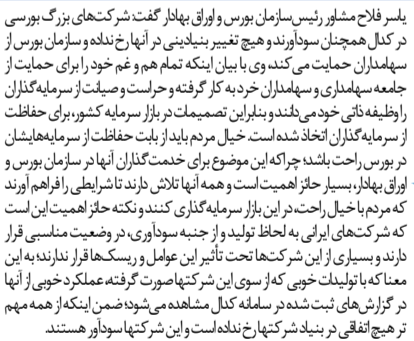 یاسر فلاح مشاور رئیس‌سازمان بورس و اوراق بهادار گفت: شرکت‌های بزرگ بورسی
در کدال همچنان سودآورند و هیچ تغییر بنیادینی در آنها رخ نداده و سازمان بورس از
سهامداران حمایت می کند، وی با بیان اینکه تمام هم و غم خود را برای حمایت از
جامعه سهامداری و سهامداران خرد به کار گرفته و حراست و صیانت از سرمایه‌گذاران
را وظیفه ذاتی خود می‌دانند و بنابراین تصمیمات در بازار سرمایه کشور، برای حفاظت
از سرمایه‌گذاران اتخاذ شده است. خیال مردم باید از بابت حفاظت از سرمایه‌هایشان
در بورس راحت باشد؛ چراکه این موضوع برای خدمت‌گذاران آنها در سازمان بورس و
اوراق بهادار، بسیار حائز اهمیت است و همه آنها تلاش دارند تا شرایطی را فراهم آورند
که مردم با خیال راحت، در این بازار سرمایه‌گذاری کنند و نکته حائز اهمیت این است
که شرکت‌های ایرانی به لحاظ تولید و از جنبه سودآوری، در وضعیت مناسبی قرار
دارند و بسیاری از این شرکت‌ها تحت تأثیر این عوامل و ریسک‌ها قرار ندارند؛ به این
معنا که با تولیدات خوبی که از سوی این شرکتها صورت گرفته، عملکرد خوبی از آنها
در گزارش‌های ثبت شده در سامانه کدال مشاهده می‌شود؛ ضمن اینکه از همه مهم
تر هیچ اتفاقی در بنیاد شرکتها رخ نداده است و این شرکتها سودآور هستند.